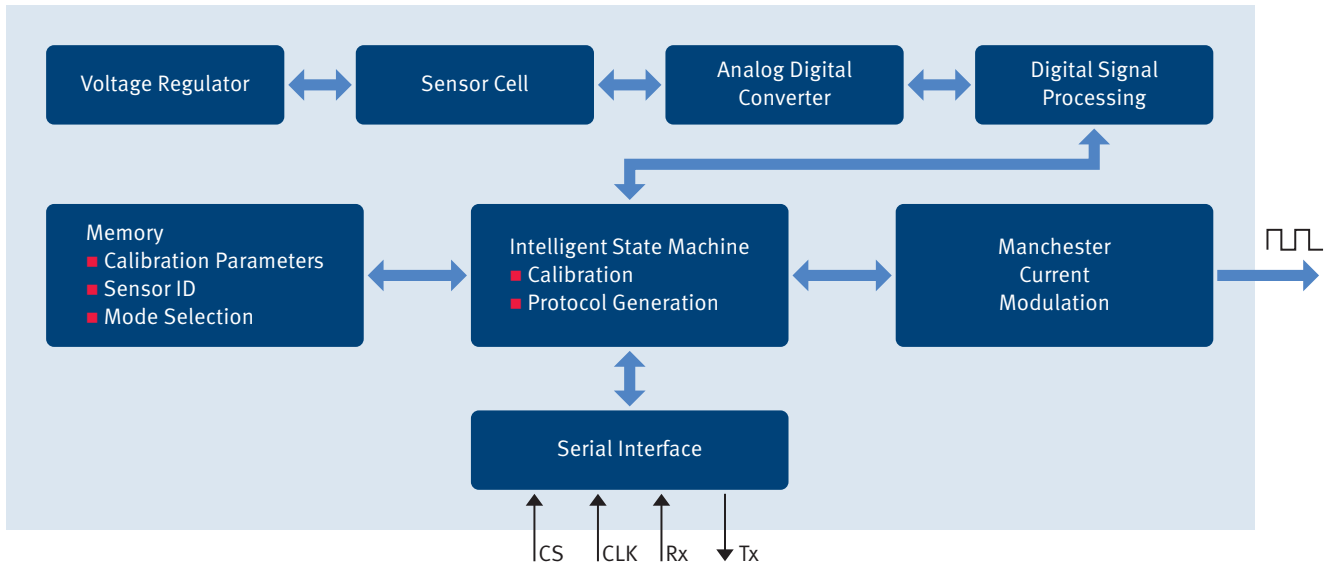 Voltage Regulator
Sensor Cell
Analog Digital
Converter
Digital Signal
Processing
Memory
Calibration Parameters
Sensor ID
Mode Selection
Intelligent State Machine
Calibration
Protocol Generation
Manchester
Current
Modulation
Serial Interface
CS
CLK
Rx
Tx